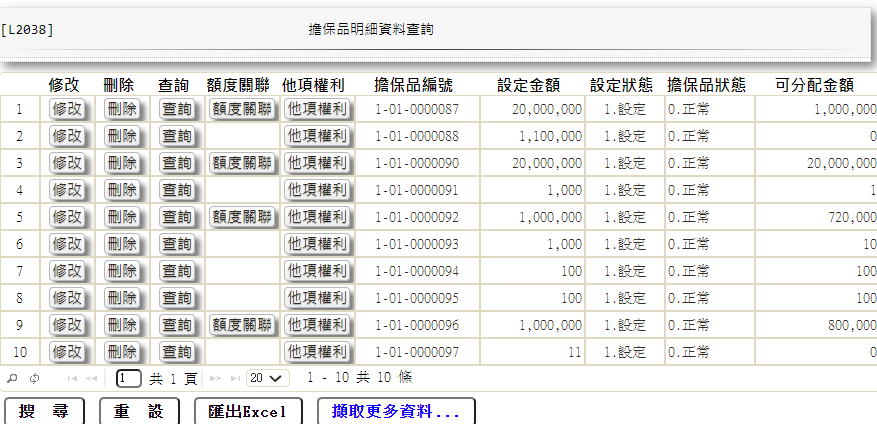 [L2038] 擔保品明細資料查詢
修改 刪除 查詢 額度關聯 他項權利 擔保品編號 設定金額 設定狀態 擔保品狀態 可分配金額
1 修改 刪除 查詢 額度關聯 他項權利 1-01-0000087 20,000,000 1.設定 0.正常 1,000,000
2 修改 刪除 查詢 他項權利 1-01-0000088 1,100,000 1.設定 0.正常 0
3 修改 刪除 查詢 額度關聯 他項權利 1-01-0000090 20,000,000 1.設定 0.正常 20,000,000
4 修改 刪除 查詢 他項權利 1-01-0000091 1,000 1.設定 0.正常 1
5 修改 刪除 查詢 額度關聯 他項權利 1-01-0000092 1,000,000 1.設定 0.正常 720,000
6 修改 刪除 查詢 他項權利 1-01-0000093 1,000 1.設定 0.正常 10
7 修改 刪除 查詢 他項權利 1-01-0000094 100 1.設定 0.正常 100
8 修改 刪除 查詢 他項權利 1-01-0000095 100 1.設定 0.正常 100
9 修改 刪除 查詢 額度關聯 他項權利 1-01-0000096 1,000,000 1.設定 0.正常 800,000
10 修改 刪除 查詢 他項權利 1-01-0000097 11 1.設定 0.正常 0
1 共 1 頁 20 1 - 10 共 10 條
搜 尋 重 設 匯出Excel 擷取更多資料...